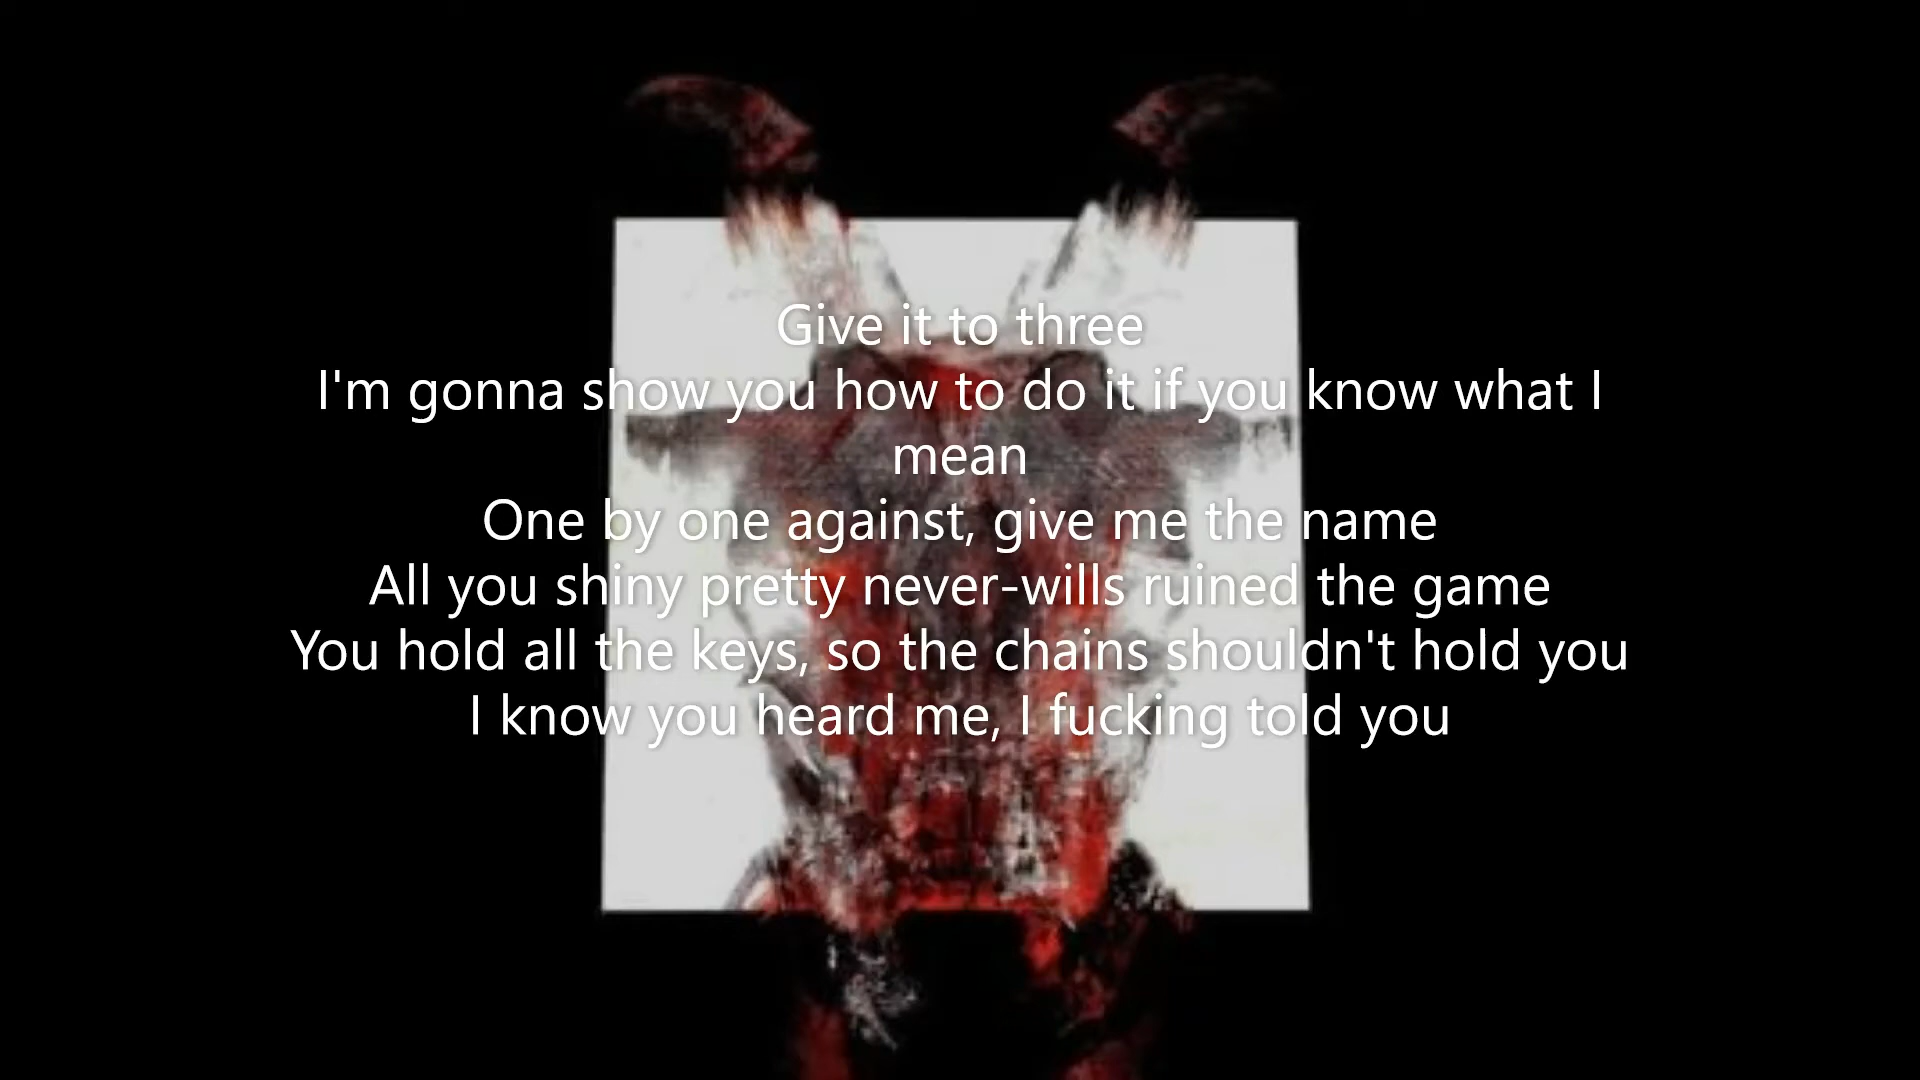 Give it to three
I'm gonna show you how to do it if you know what I
mean
One by one against, give me the name
All you shiny pretty never-wills ruined the game
You hold all the keys, so the chains shouldn't hold you
I know you heard me, I fucking told you